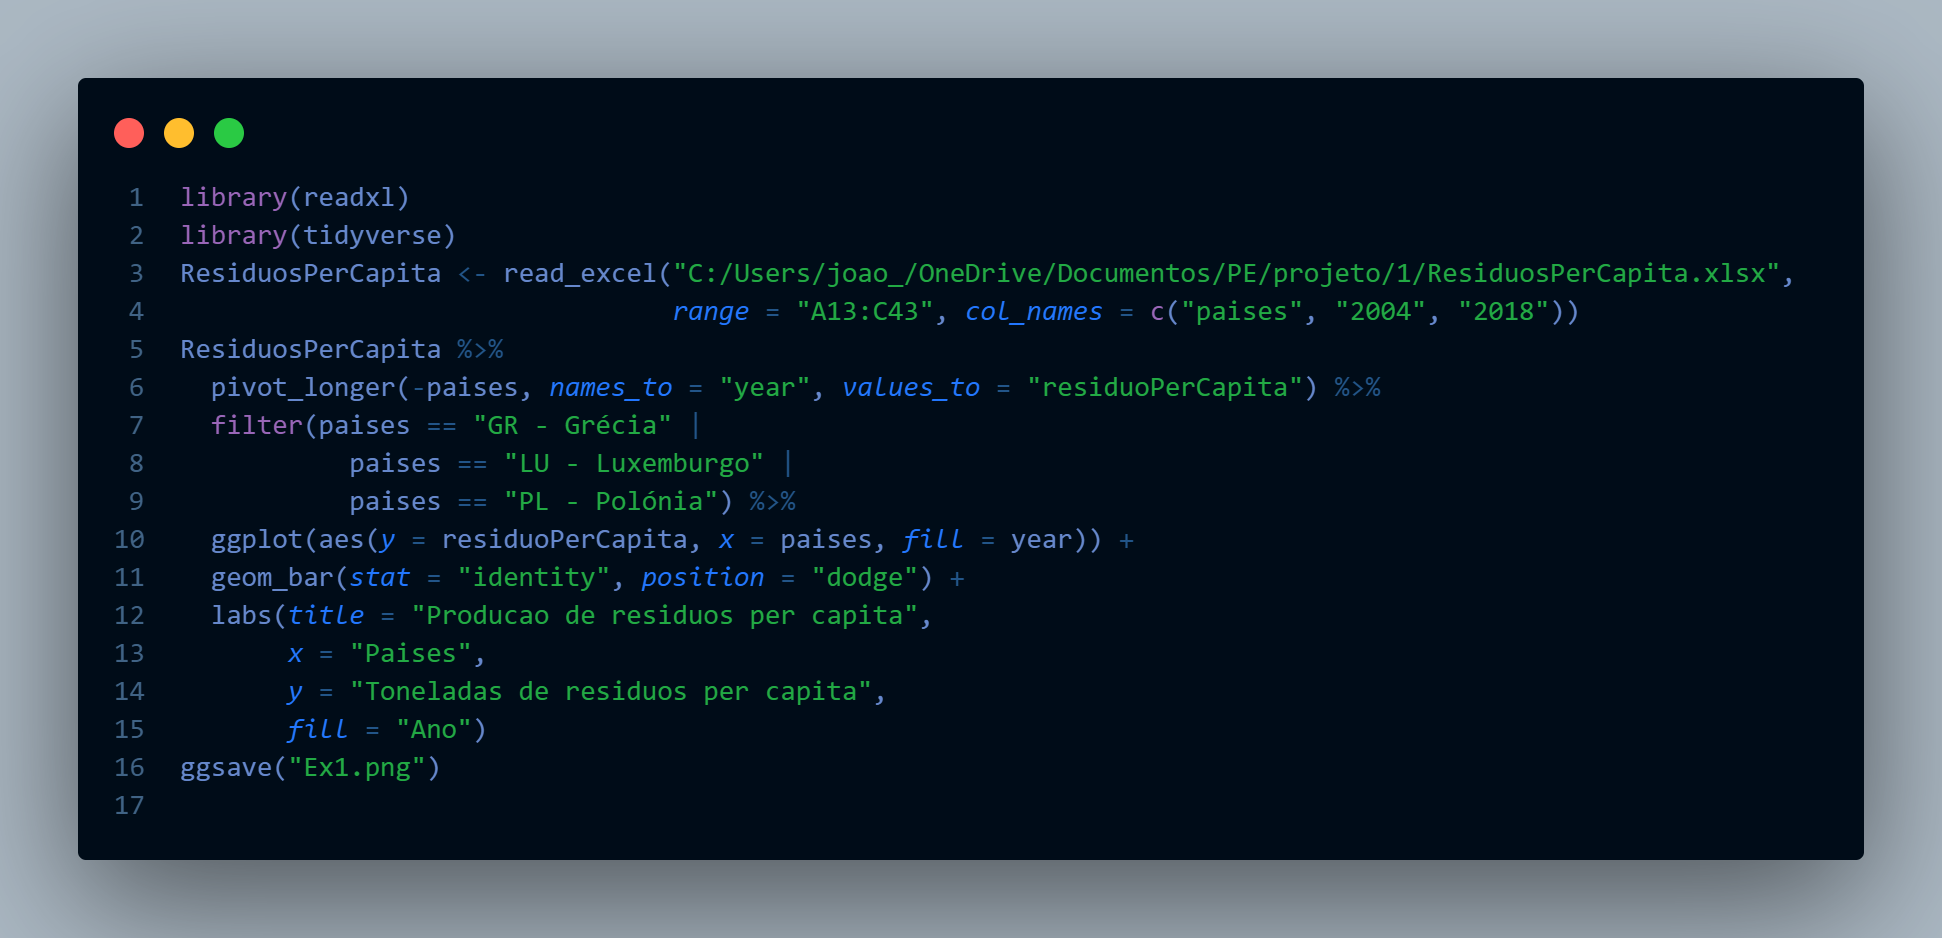 1 library(readxl)
2 library(tidyverse)
3 ResiduosPerCapita <- read_excel("C:/Users/joao_/OneDrive/Documentos/PE/projeto/1/ResiduosPerCapita.xlsx",
4                                 range = "A13:C43", col_names = c("paises", "2004", "2018"))
5 ResiduosPerCapita %>%
6   pivot_longer(-paises, names_to = "year", values_to = "residuoPerCapita") %>%
7   filter(paises == "GR - Grécia" |
8            paises == "LU - Luxemburgo" |
9            paises == "PL - Polónia") %>%
10   ggplot(aes(y = residuoPerCapita, x = paises, fill = year)) +
11   geom_bar(stat = "identity", position = "dodge") +
12   labs(title = "Producao de residuos per capita",
13        x = "Paises",
14        y = "Toneladas de residuos per capita",
15        fill = "Ano")
16 ggsave("Ex1.png")
17